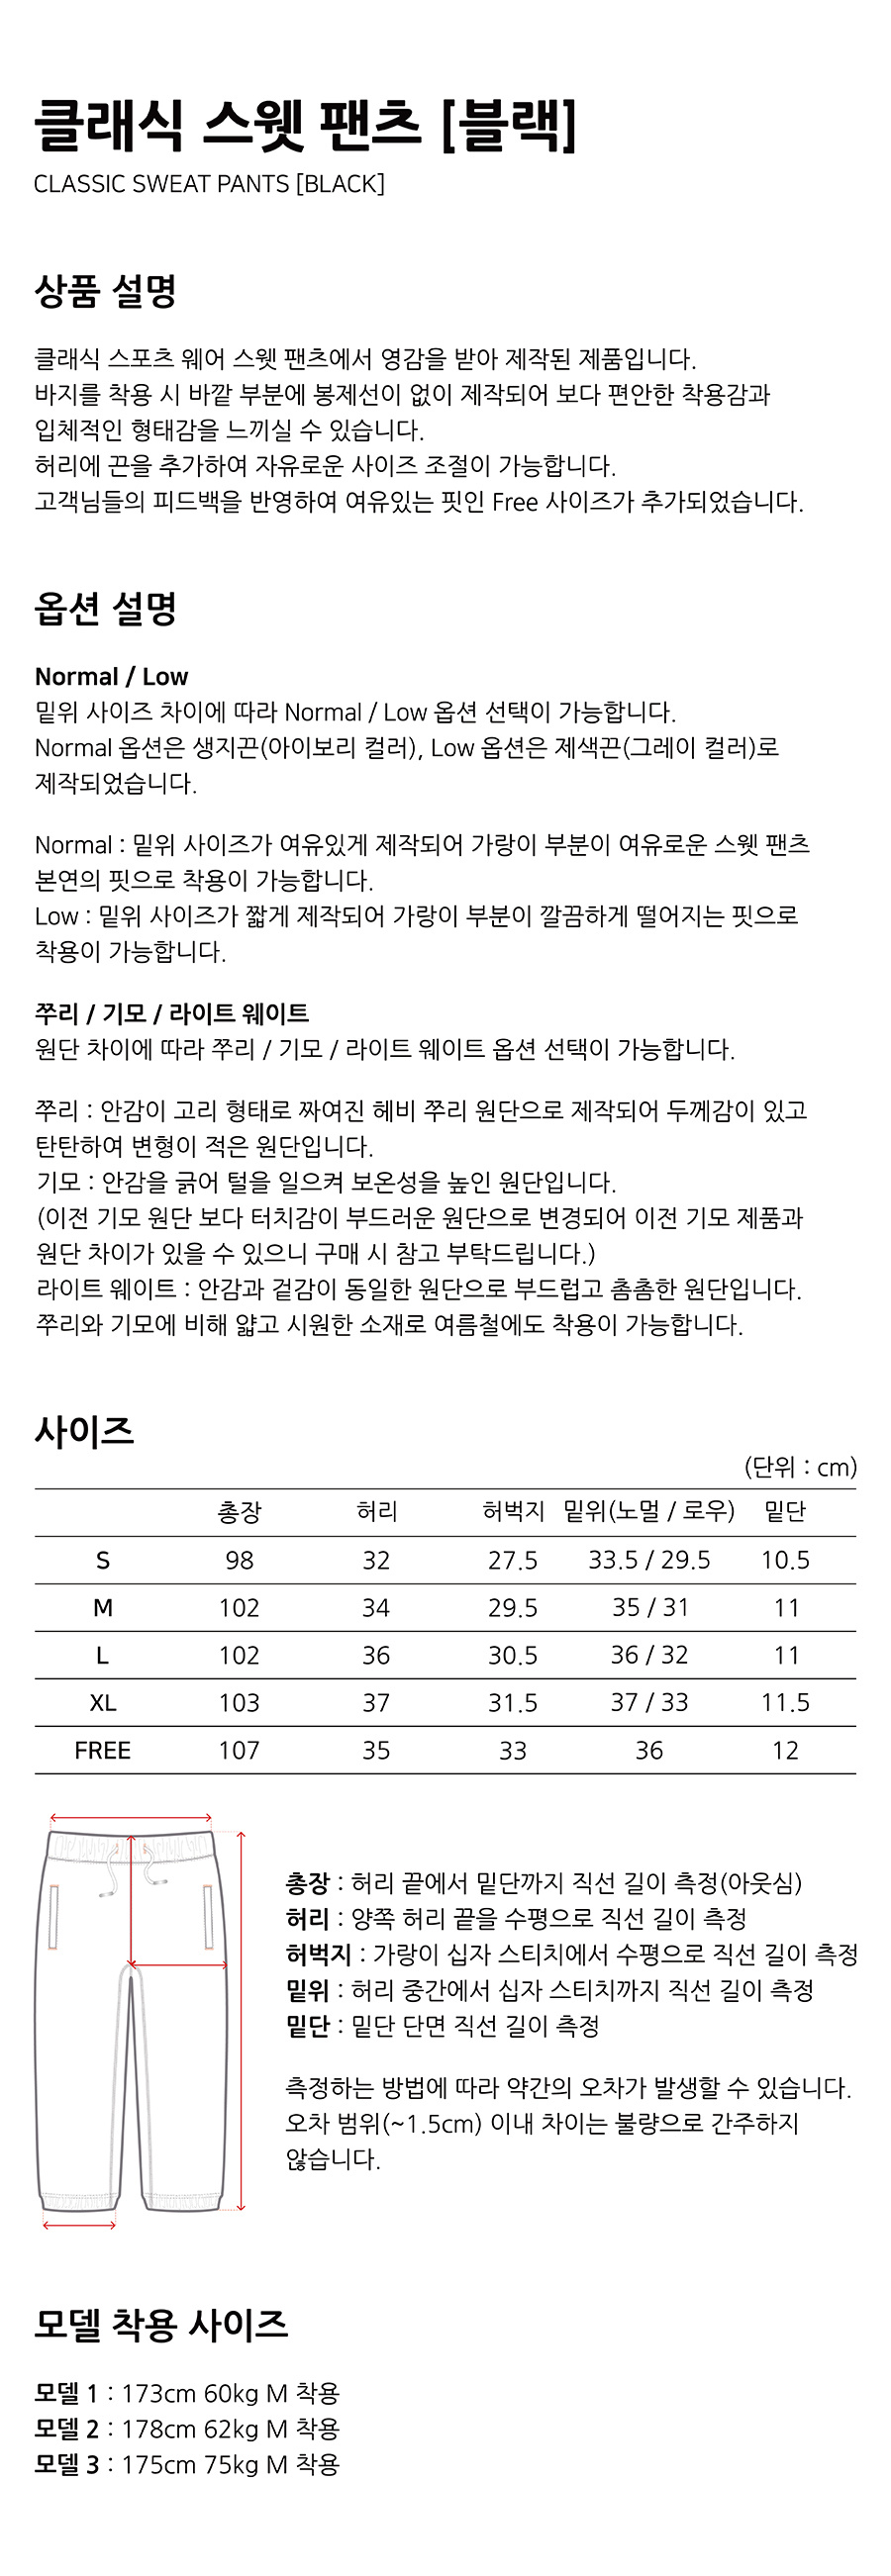 클래식 스웻 팬츠 [블랙]
CLASSIC SWEAT PANTS [BLACK]
상품 설명
클래식 스포츠 웨어 스웻 팬츠에서 영감을 받아 제작된 제품입니다.
바지를 착용 시 바깥 부분에 봉제선이 없이 제작되어 보다 편안한 착용감과
입체적인 형태감을 느끼실 수 있습니다.
허리에 끈을 추가하여 자유로운 사이즈 조절이 가능합니다.
고객님들의 피드백을 반영하여 여유있는 핏인 Free 사이즈가 추가되었습니다.
옵션 설명
Normal / Low
밑위 사이즈 차이에 따라 Normal / Low 옵션 선택이 가능합니다.
Normal 옵션은 생지끈(아이보리 컬러), Low 옵션은 제색끈(그레이 컬러)로
제작되었습니다.
Normal : 밑위 사이즈가 여유있게 제작되어 가랑이 부분이 여유로운 스웻 팬츠
본연의 핏으로 착용이 가능합니다.
Low : 밑위 사이즈가 짧게 제작되어 가랑이 부분이 깔끔하게 떨어지는 핏으로
착용이 가능합니다.
쭈리 / 기모 / 라이트 웨이트
원단 차이에 따라 쭈리 / 기모 / 라이트 웨이트 옵션 선택이 가능합니다.
쭈리 : 안감이 고리 형태로 짜여진 헤비 쭈리 원단으로 제작되어 두께감이 있고
탄탄하여 변형이 적은 원단입니다.
기모 : 안감을 긁어 털을 일으켜 보온성을 높인 원단입니다.
(이전 기모 원단 보다 터치감이 부드러운 원단으로 변경되어 이전 기모 제품과
원단 차이가 있을 수 있으니 구매 시 참고 부탁드립니다.)
라이트 웨이트 : 안감과 겉감이 동일한 원단으로 부드럽고 촘촘한 원단입니다.
쭈리와 기모에 비해 얇고 시원한 소재로 여름철에도 착용이 가능합니다.
사이즈
(단위 : cm)
총장 허리 허벅지 밑위(노멀 / 로우) 밑단
S 98 32 27.5 33.5 / 29.5 10.5
M 102 34 29.5 35 / 31 11
L 102 36 30.5 36 / 32 11
XL 103 37 31.5 37 / 33 11.5
FREE 107 35 33 36 12
총장 : 허리 끝에서 밑단까지 직선 길이 측정(아웃심)
허리 : 양쪽 허리 끝을 수평으로 직선 길이 측정
허벅지 : 가랑이 십자 스티치에서 수평으로 직선 길이 측정
밑위 : 허리 중간에서 십자 스티치까지 직선 길이 측정
밑단 : 밑단 단면 직선 길이 측정
측정하는 방법에 따라 약간의 오차가 발생할 수 있습니다.
오차 범위(~1.5cm) 이내 차이는 불량으로 간주하지
않습니다.
모델 착용 사이즈
모델 1 : 173cm 60kg M 착용
모델 2 : 178cm 62kg M 착용
모델 3 : 175cm 75kg M 착용